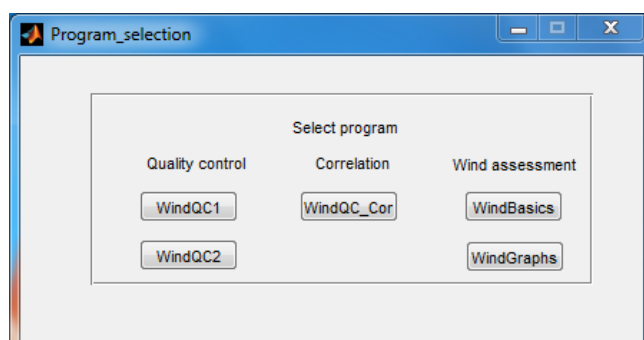 Program_selection
Select program
Quality control Correlation Wind assessment
WindQC1 WindQC_Cor WindBasics
WindQC2 WindGraphs